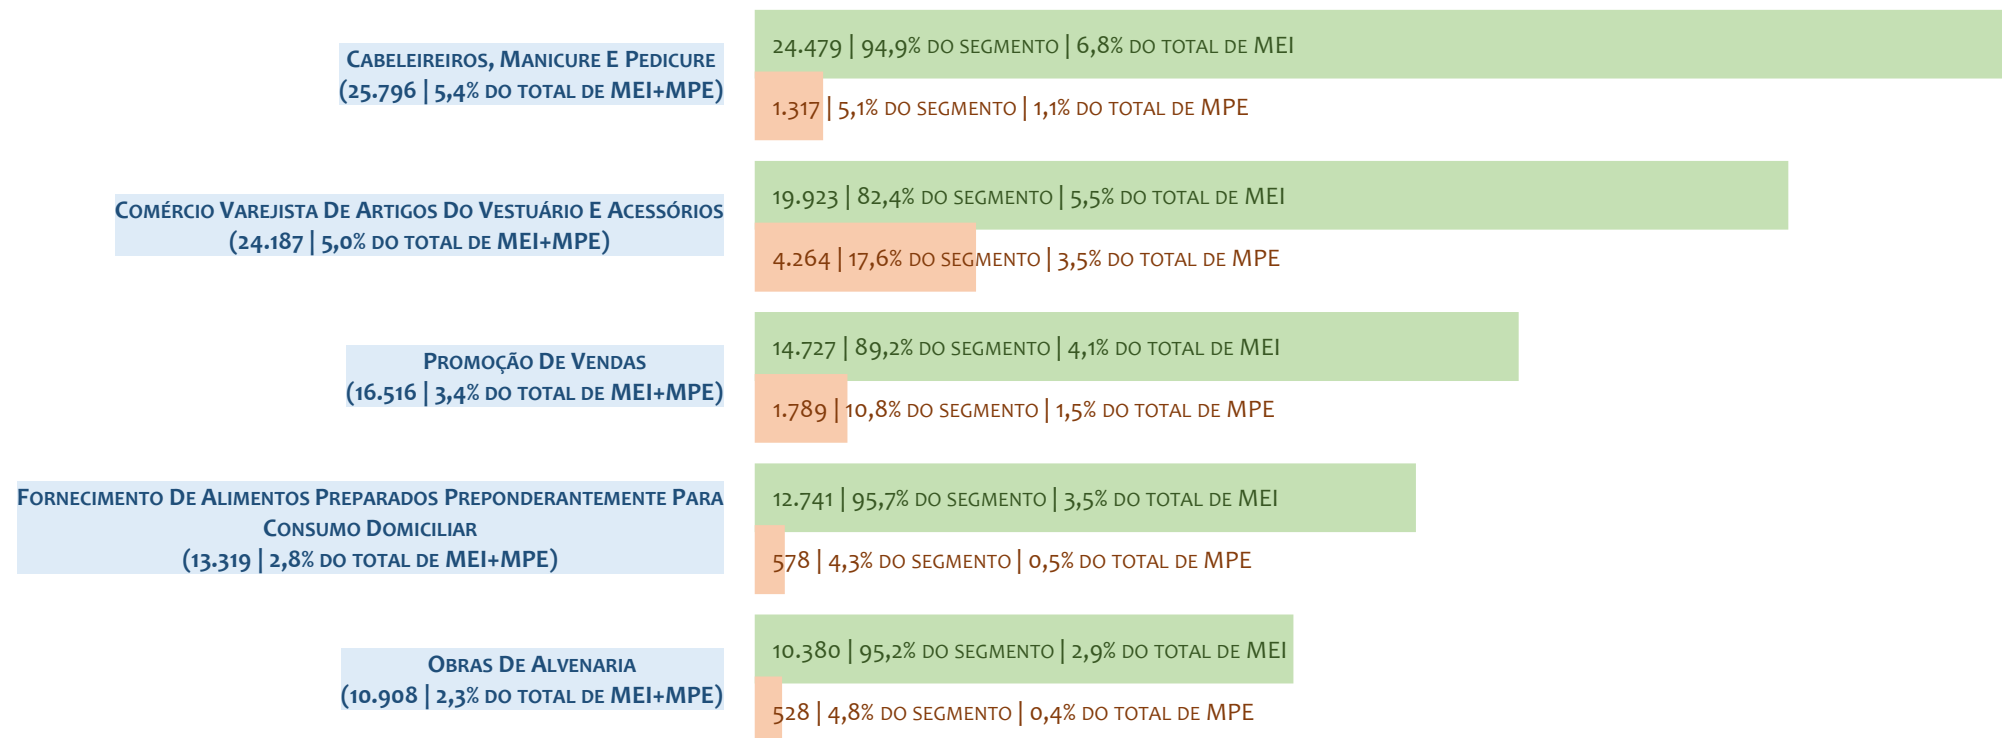 Cabeleireiros, Manicure E Pedicure
(25.796 | 5,4% do total de MEI+MPE)
24.479 | 94,9% do segmento | 6,8% do total de MEI
1.317 | 5,1% do segmento | 1,1% do total de MPE
Comércio Varejista De Artigos Do Vestuário E Acessórios
(24.187 | 5,0% do total de MEI+MPE)
19.923 | 82,4% do segmento | 5,5% do total de MEI
4.264 | 17,6% do segmento | 3,5% do total de MPE
Promoção De Vendas
(16.516 | 3,4% do total de MEI+MPE)
14.727 | 89,2% do segmento | 4,1% do total de MEI
1.789 | 10,8% do segmento | 1,5% do total de MPE
Fornecimento De Alimentos Preparados Preponderantemente Para
Consumo Domiciliar
(13.319 | 2,8% do total de MEI+MPE)
12.741 | 95,7% do segmento | 3,5% do total de MEI
578 | 4,3% do segmento | 0,5% do total de MPE
Obras De Alvenaria
(10.908 | 2,3% do total de MEI+MPE)
10.380 | 95,2% do segmento | 2,9% do total de MEI
528 | 4,8% do segmento | 0,4% do total de MPE